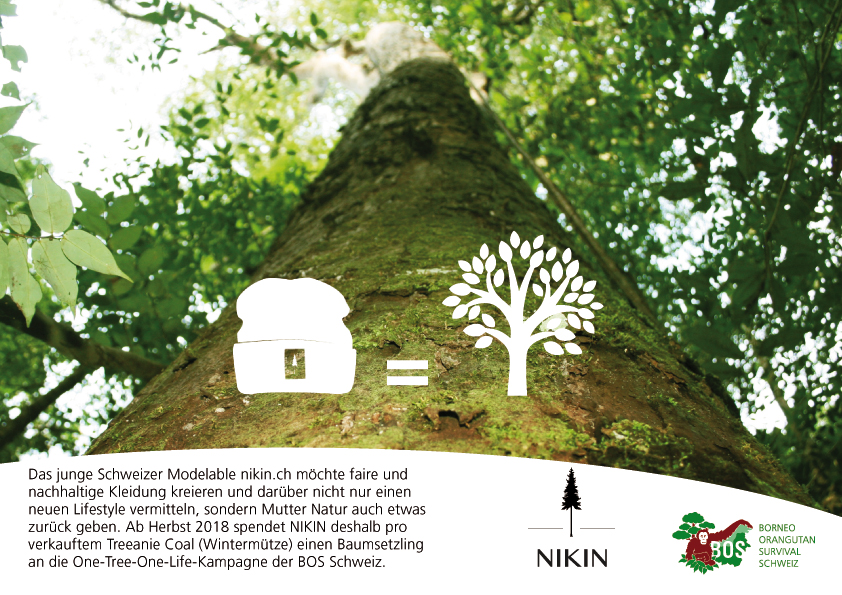 Das junge Schweizer Modelable nikin.ch möchte faire und
nachhaltige Kleidung kreieren und darüber nicht nur einen
neuen Lifestyle vermitteln, sondern Mutter Natur auch etwas
zurück geben. Ab Herbst 2018 spendet NIKIN deshalb pro
verkauftem Treeanie Coal (Wintermütze) einen Baumsetzling
an die One-Tree-One-Life-Kampagne der BOS Schweiz.
NIKIN
BOS
BORNEO
ORANGUTAN
SURVIVAL
SCHWEIZ